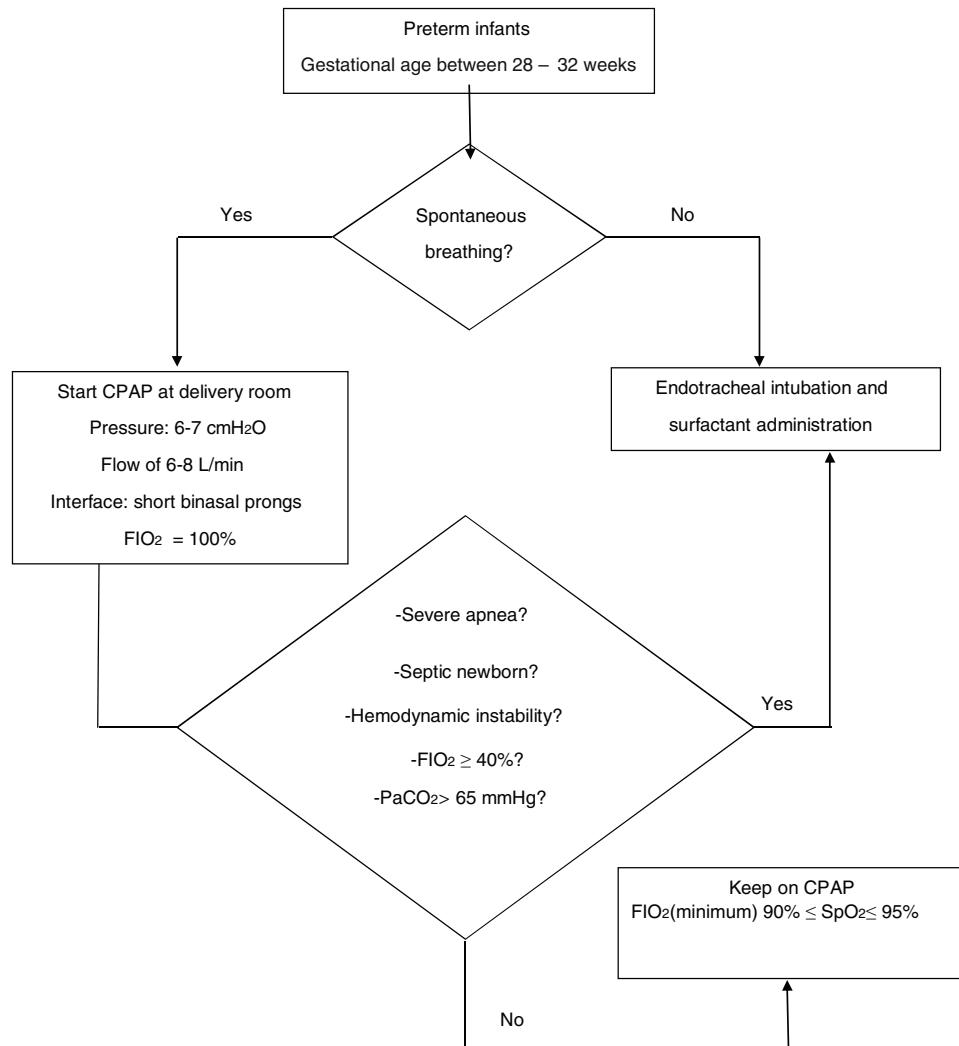 Preterm infants
Gestational age between 28 – 32 weeks
Yes
Spontaneous
breathing?
No
Start CPAP at delivery room
Pressure: 6-7 cmH2O
Flow of 6-8 L/min
Interface: short binasal prongs
FIO2 = 100%
Endotracheal intubation and
surfactant administration
-Severe apnea?
-Septic newborn?
-Hemodynamic instability?
-FIO2 ≥ 40%?
-PaCO2> 65 mmHg?
Yes
Keep on CPAP
FIO2(minimum) 90% ≤ SpO2≤ 95%
No